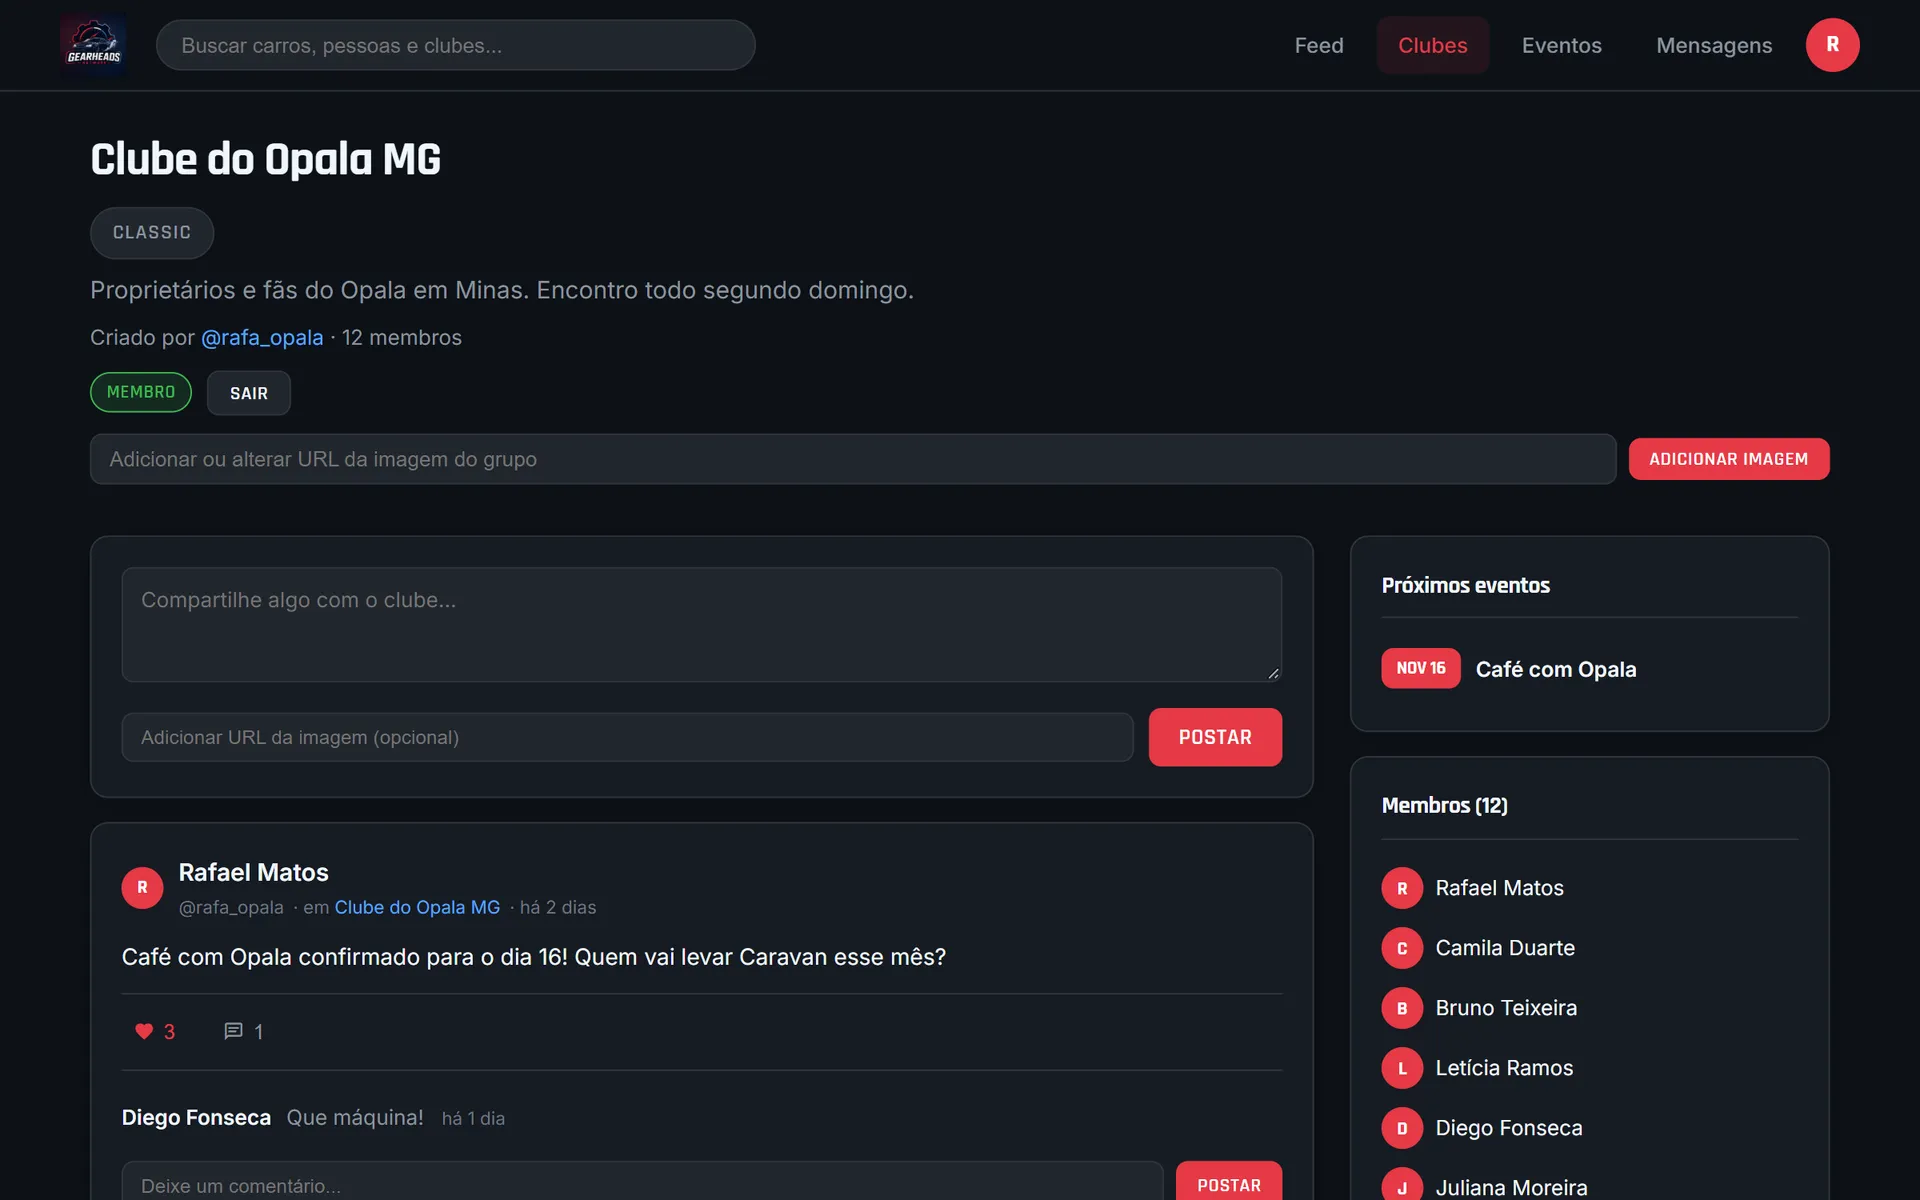 GEARHEADS
Buscar carros, pessoas e clubes...
Feed
Clubes
Eventos
Mensagens
R
Clube do Opala MG
CLASSIC
Proprietários e fãs do Opala em Minas. Encontro todo segundo domingo.
Criado por @rafa_opala · 12 membros
MEMBRO
SAIR
Adicionar ou alterar URL da imagem do grupo
ADICIONAR IMAGEM
Compartilhe algo com o clube...
Adicionar URL da imagem (opcional)
POSTAR
R
Rafael Matos
@rafa_opala · em Clube do Opala MG · há 2 dias
Café com Opala confirmado para o dia 16! Quem vai levar Caravan esse mês?
3
1
Diego Fonseca Que máquina! há 1 dia
Deixe um comentário...
POSTAR
Próximos eventos
NOV 16 Café com Opala
Membros (12)
R Rafael Matos
C Camila Duarte
B Bruno Teixeira
L Letícia Ramos
D Diego Fonseca
J Juliana Moreira